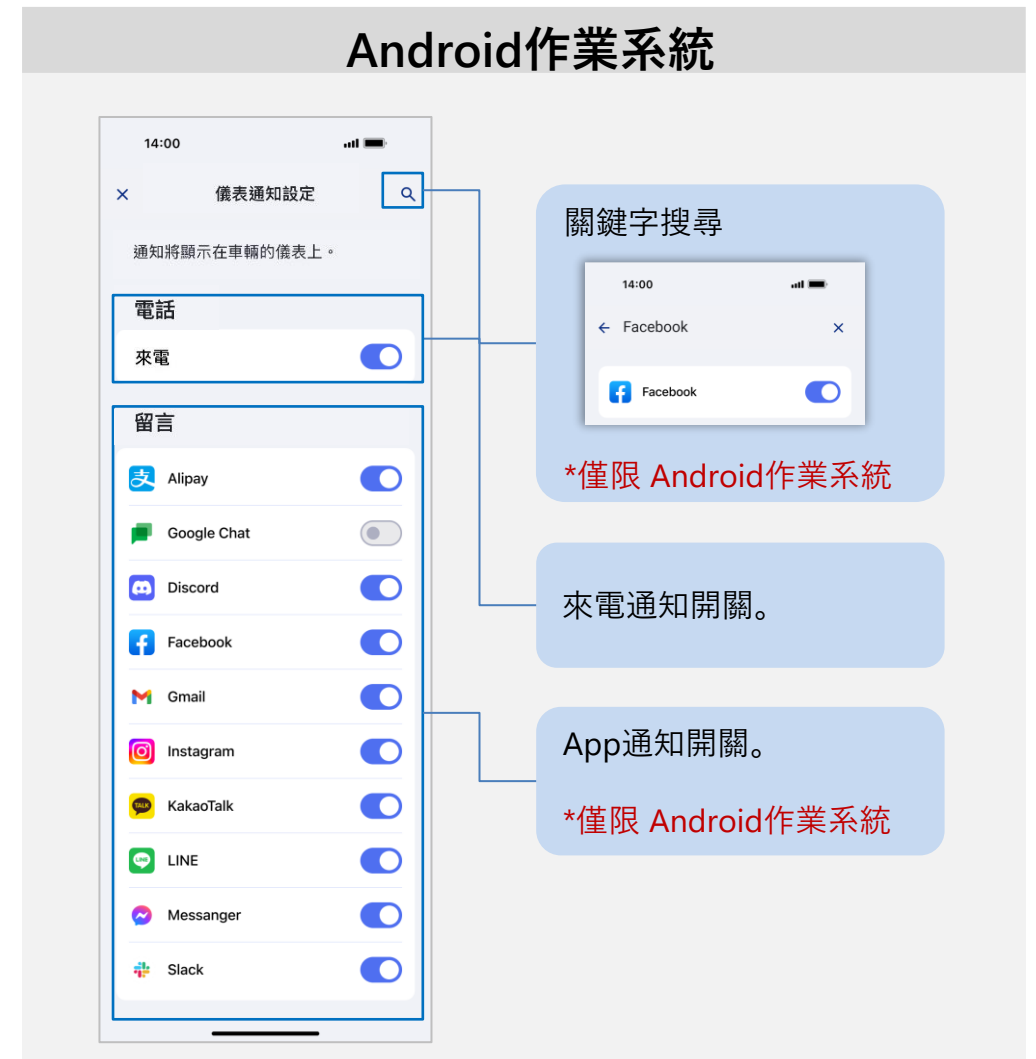 Android作業系統
14:00
儀表通知設定
通知將顯示在車輛的儀表上。
電話
來電
留言
Alipay
Google Chat
Discord
Facebook
Gmail
Instagram
TALK
KakaoTalk
LINE
LINE
Messanger
Slack
關鍵字搜尋
14:00
Facebook
Facebook
*僅限 Android作業系統
來電通知開關。
App通知開關。
*僅限 Android作業系統